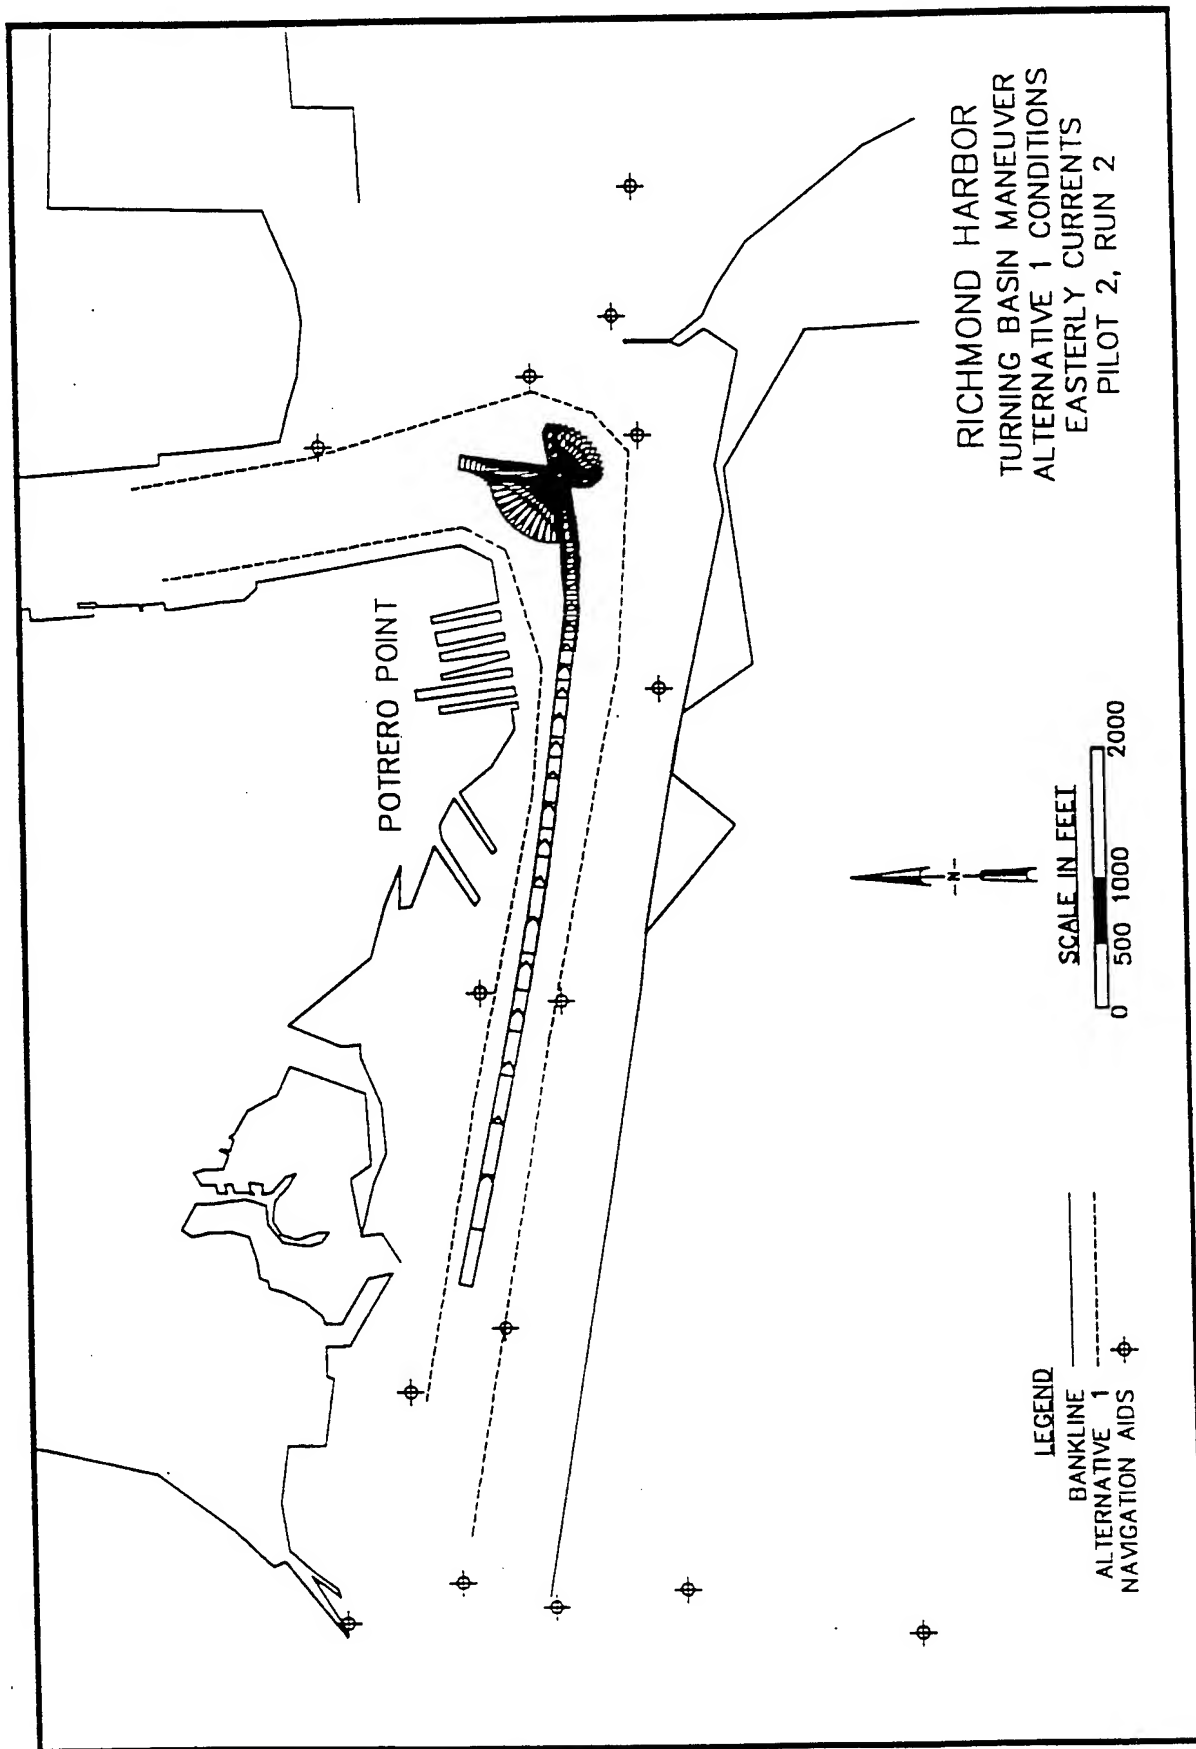 RICHMOND HARBOR
TURNING BASIN MANEUVER
ALTERNATIVE 1 CONDITIONS
EASTERLY CURRENTS
PILOT 2, RUN 2
POTRERO POINT
-N-
SCALE IN FEET
0 500 1000 2000
LEGEND
BANKLINE
ALTERNATIVE 1
NAVIGATION AIDS